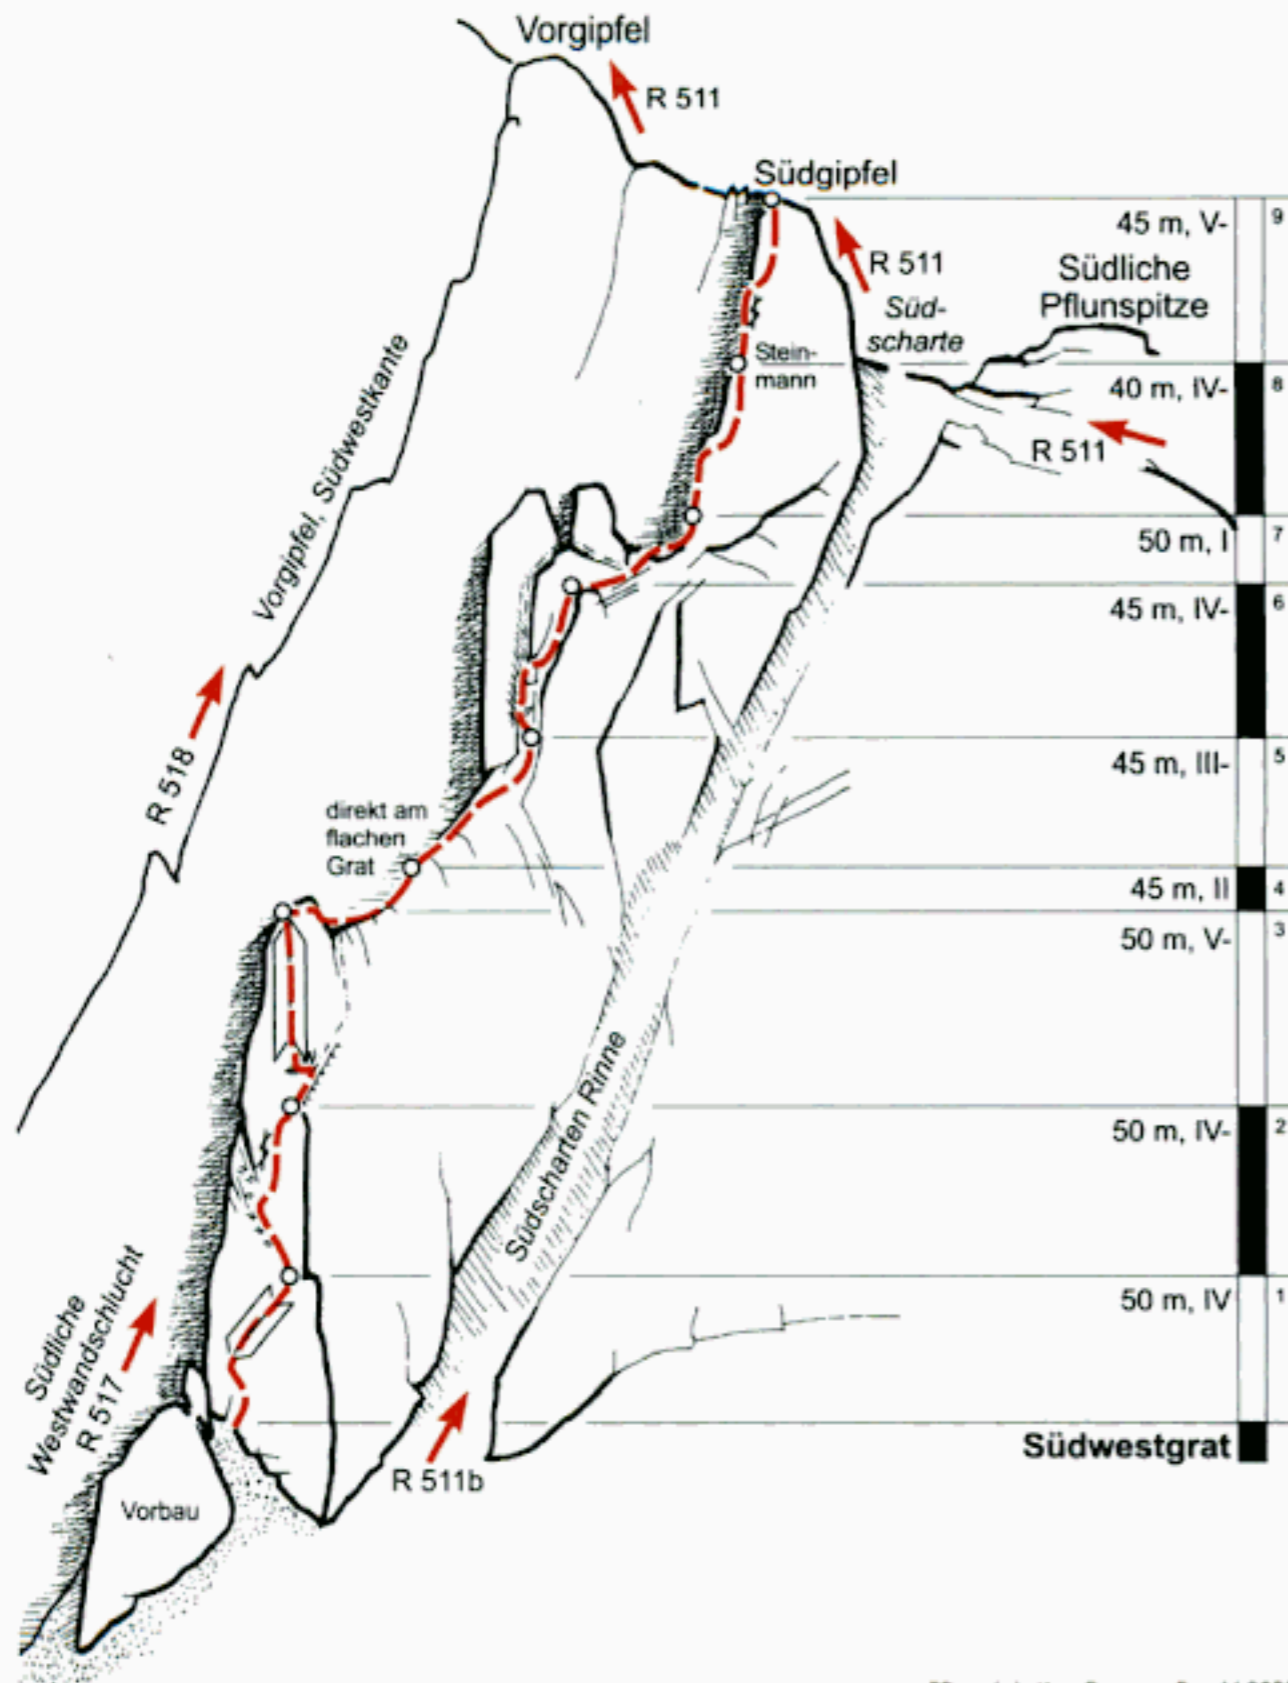 Vorgipfel
R 511
Südgipfel
45 m, V-
9
R 511
Südliche
Pflunspitze
Süd-
scharte
Stein-
mann
40 m, IV-
8
R 511
Vorgipfel, Südwestkante
50 m, I
7
45 m, IV-
6
R 518
45 m, III-
5
direkt am
flachen
Grat
45 m, II
4
50 m, V-
3
Südscharten Rinne
50 m, IV-
2
50 m, IV
1
Südliche
Westwandschlucht
R 517
Südwestgrat
R 511b
Vorbau